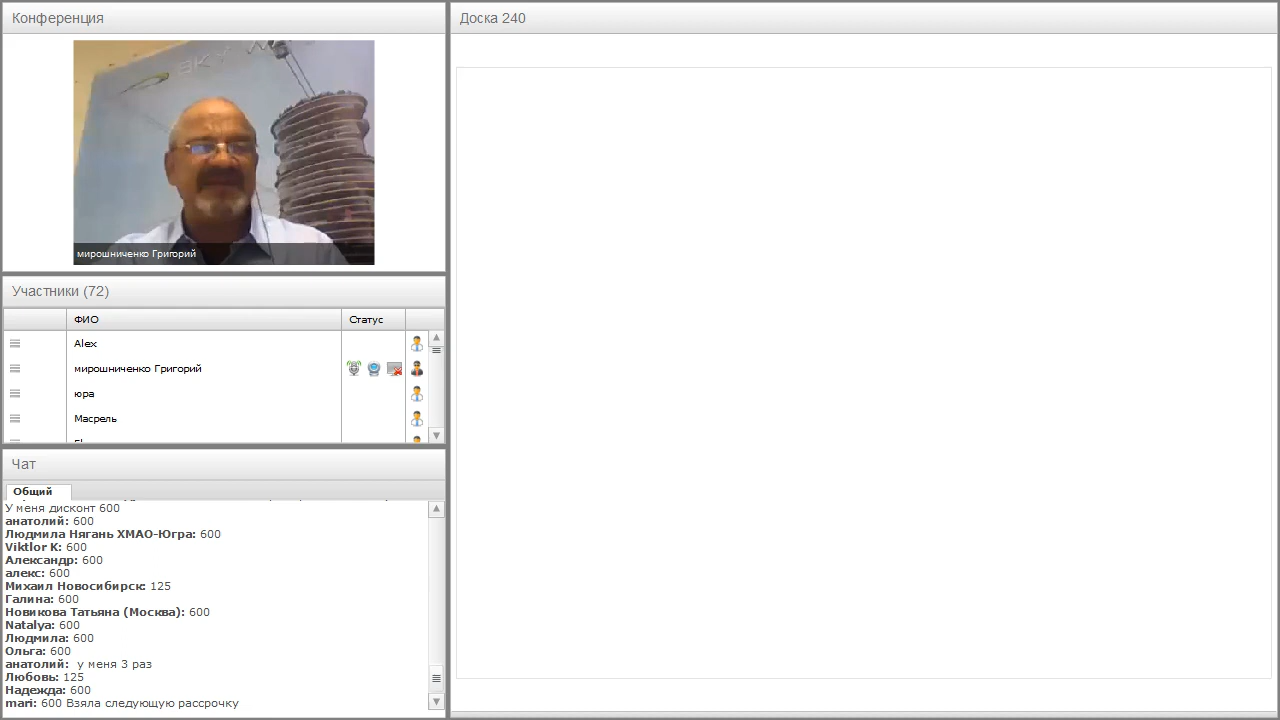 Конференция
SKY W
мирошниченко Григорий
Участники (72)
ФИО
Статус
Alex
мирошниченко Григорий
юра
Масрель
Чат
Общий
У меня дисконт 600
анатолий: 600
Людмила Нягань ХМАО-Югра: 600
Viktlor K: 600
Александр: 600
алекс: 600
Михаил Новосибирск: 125
Галина: 600
Новикова Татьяна (Москва): 600
Natalya: 600
Людмила: 600
Ольга: 600
анатолий: у меня 3 раз
Любовь: 125
Надежда: 600
mari: 600 Взяла следующую рассрочку
Доска 240